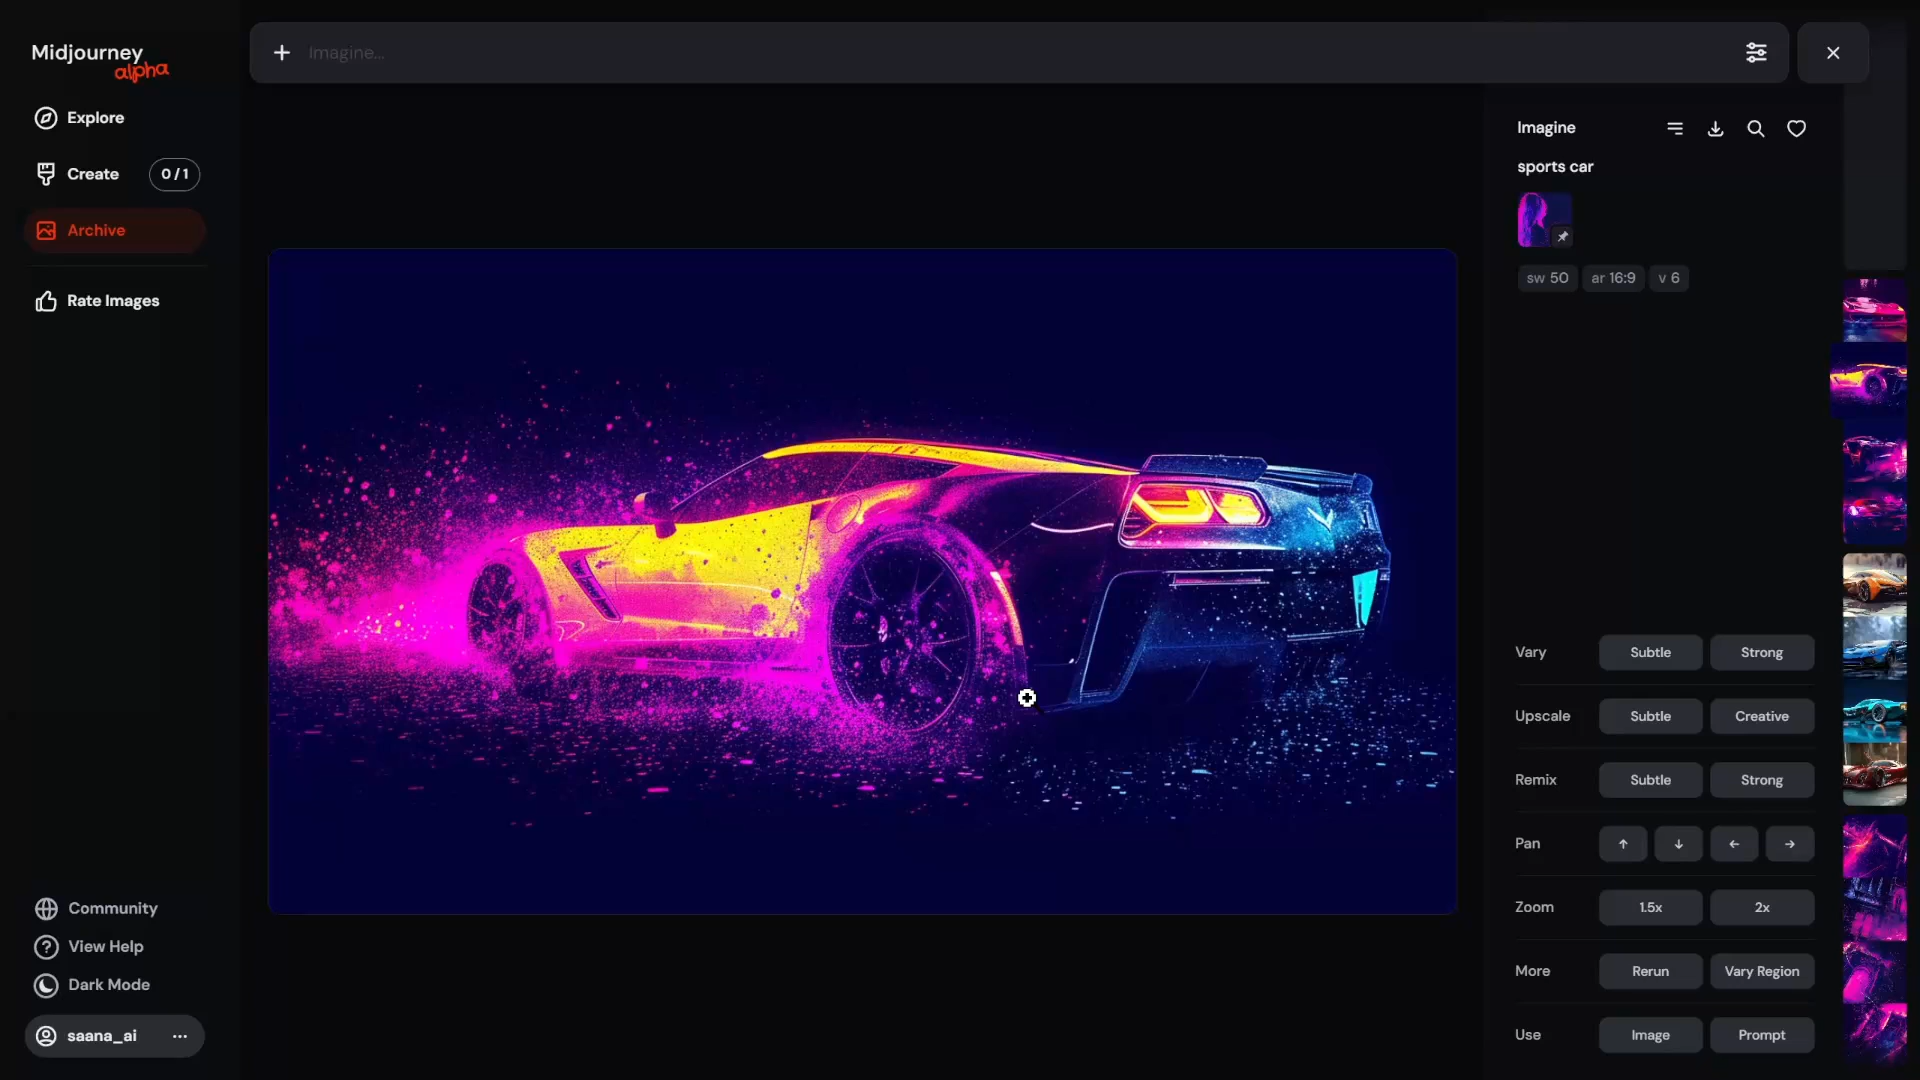 Midjourney
alpha
Imagine...
Explore
Create
0 / 1
Archive
Rate Images
Imagine
sports car
sw 50
ar 16:9
v 6
Vary
Subtle
Strong
Upscale
Subtle
Creative
Remix
Subtle
Strong
Pan
Zoom
1.5x
2x
More
Rerun
Vary Region
Use
Image
Prompt
Community
View Help
Dark Mode
saana_ai